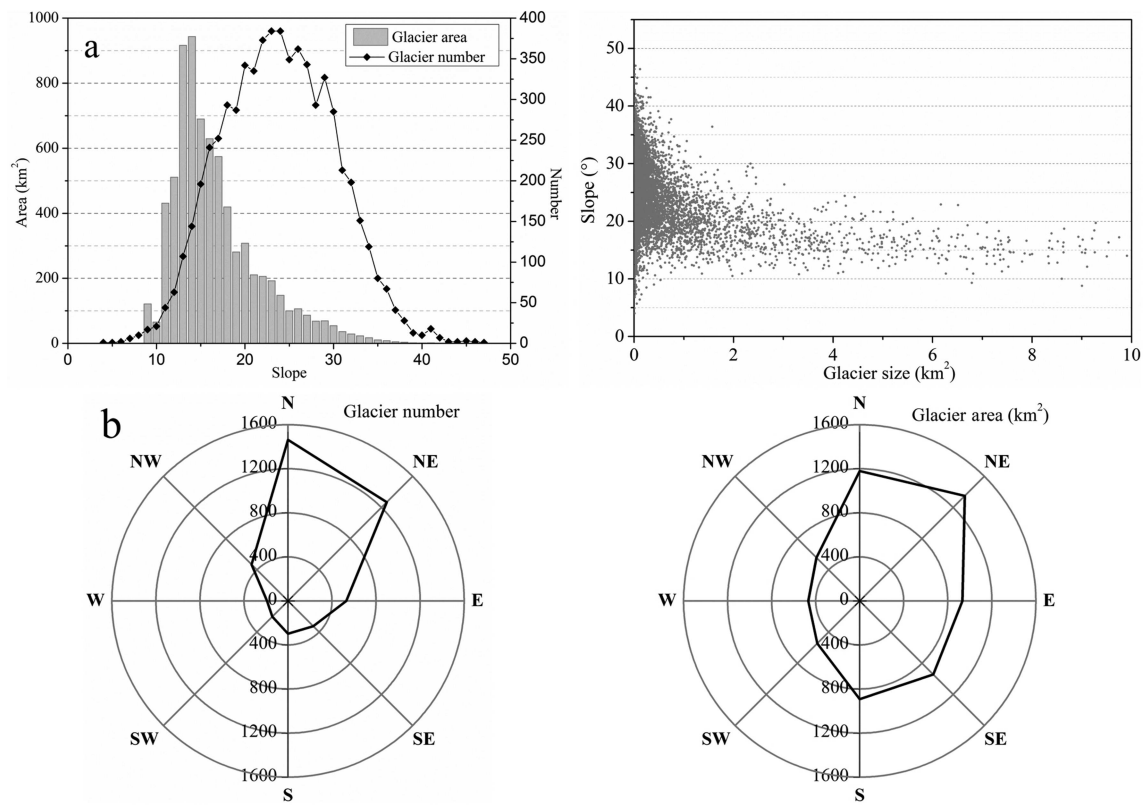 a
Glacier area
Glacier number
1000
800
600
400
200
0
Area (km2)
400
350
300
250
200
150
100
50
0
Number
0 10 20 30 40 50
Slope
50
40
30
20
10
0
Slope (°)
0 2 4 6 8 10
Glacier size (km2)
b
Glacier number
N
NE
E
SE
S
SW
W
NW
1600
1200
800
400
0
400
800
1200
1600
Glacier area (km2)
N
NE
E
SE
S
SW
W
NW
1600
1200
800
400
0
400
800
1200
1600